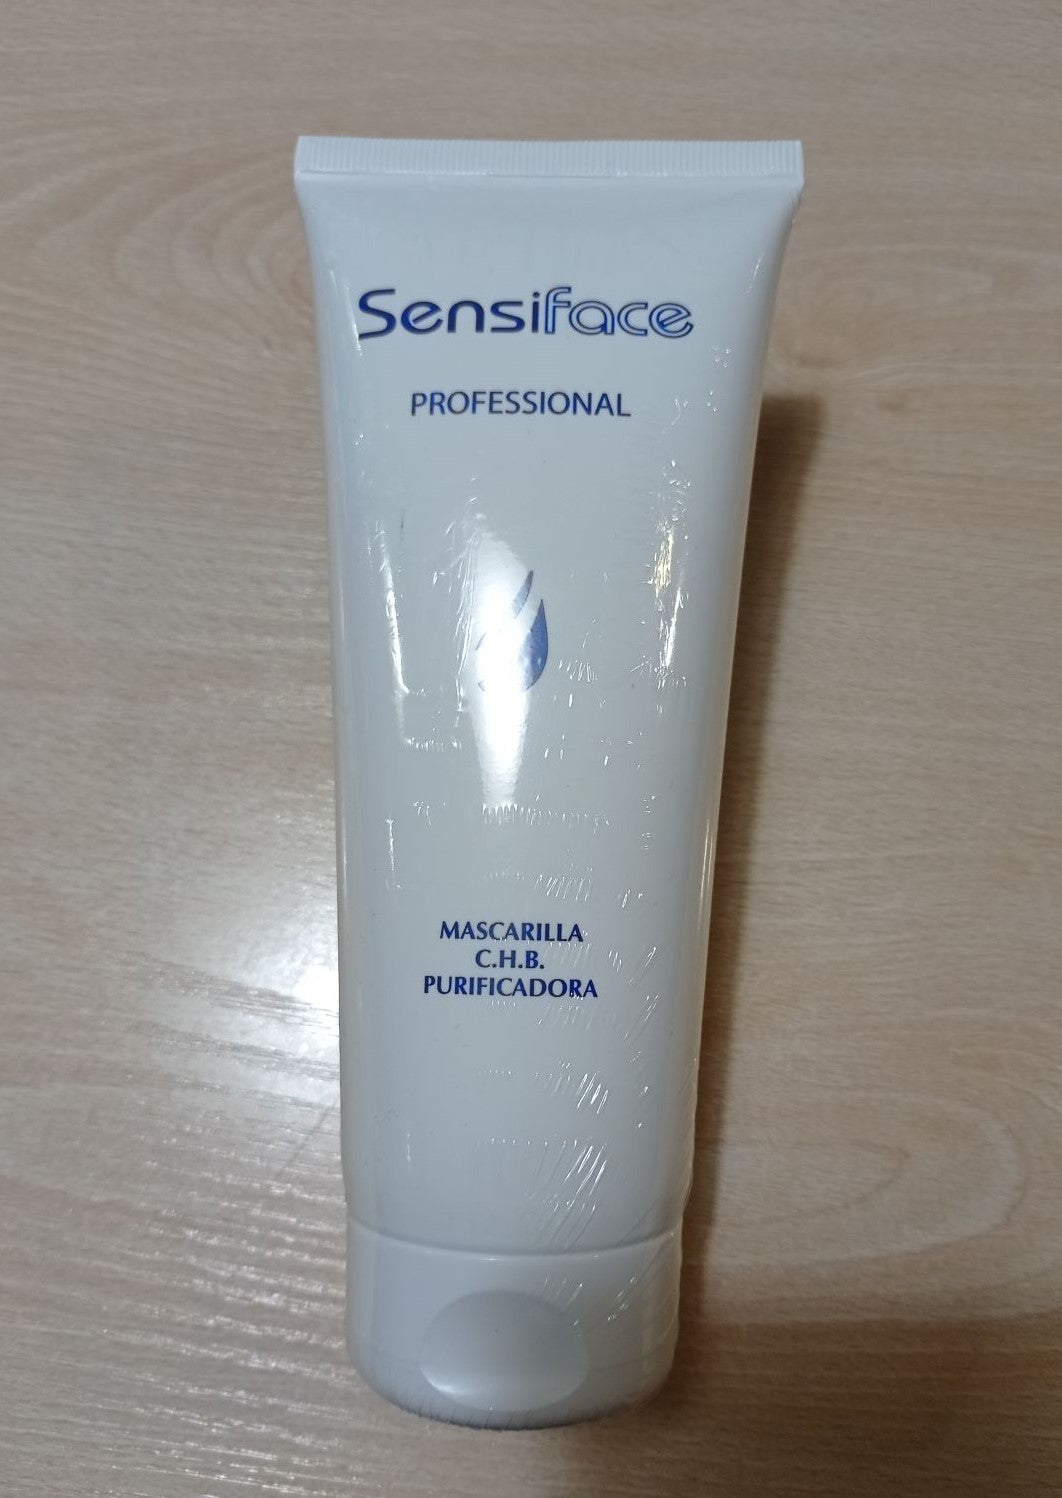 Sensiface
PROFESSIONAL
MASCARILLA
C.H.B.
PURIFICADORA